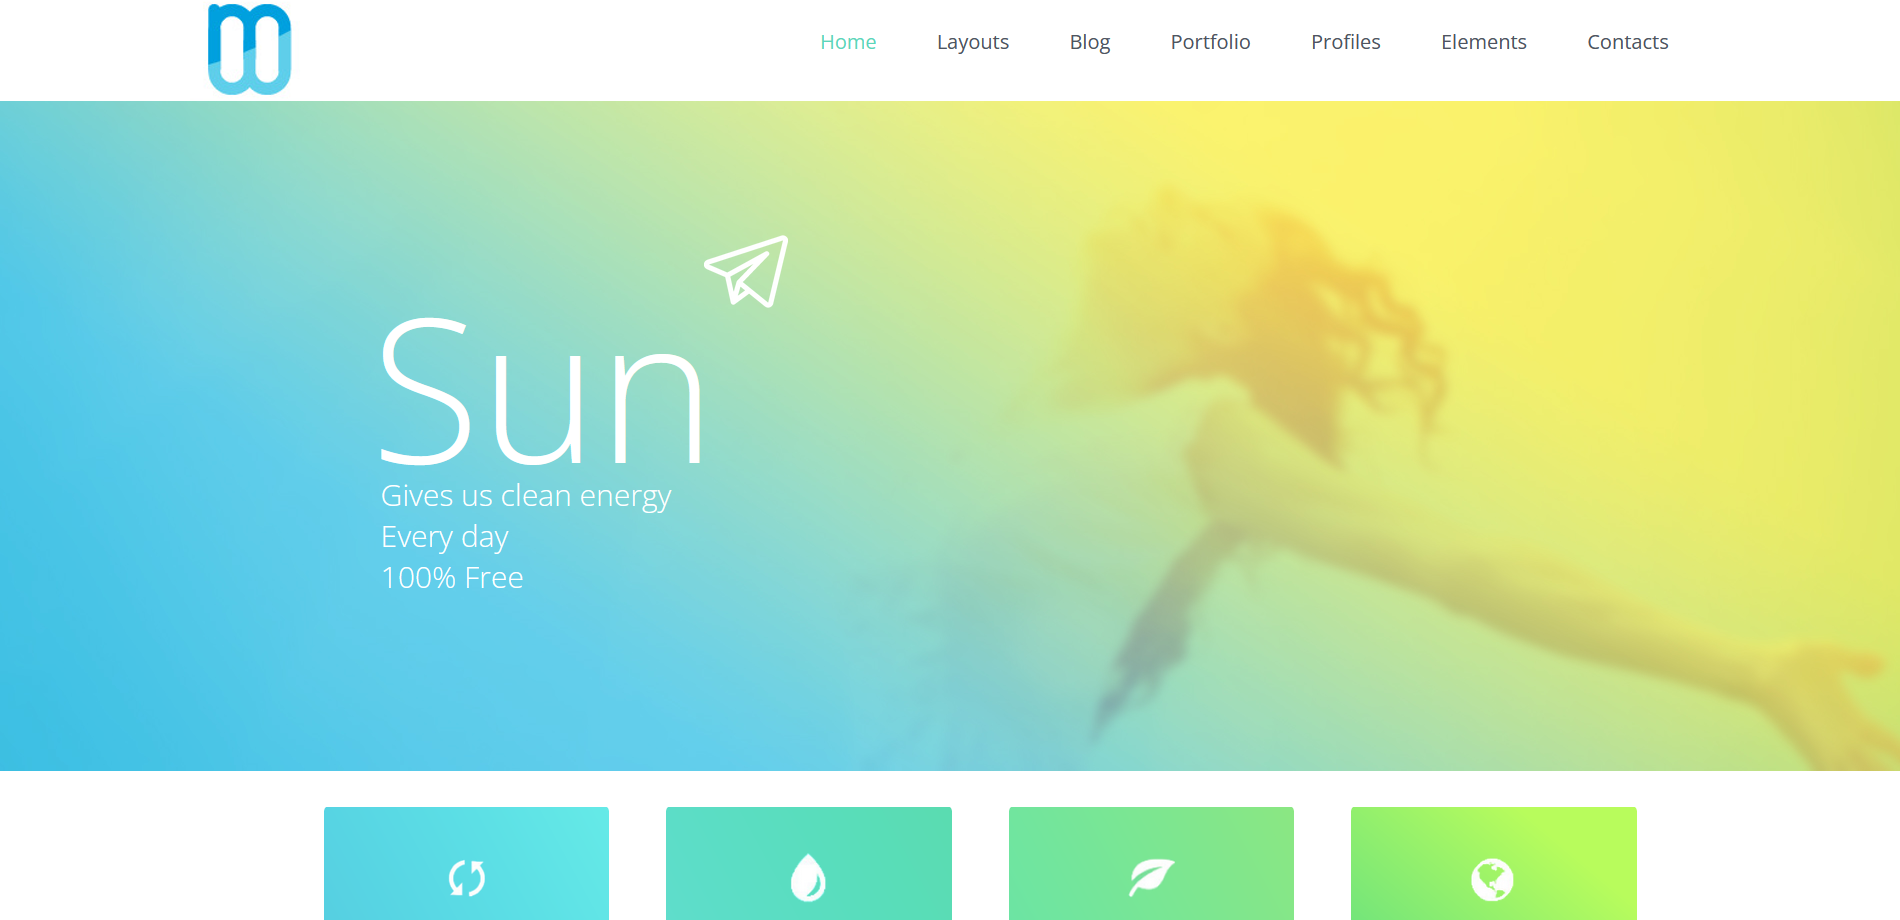 Home Layouts Blog Portfolio Profiles Elements Contacts
Sun
Gives us clean energy
Every day
100% Free